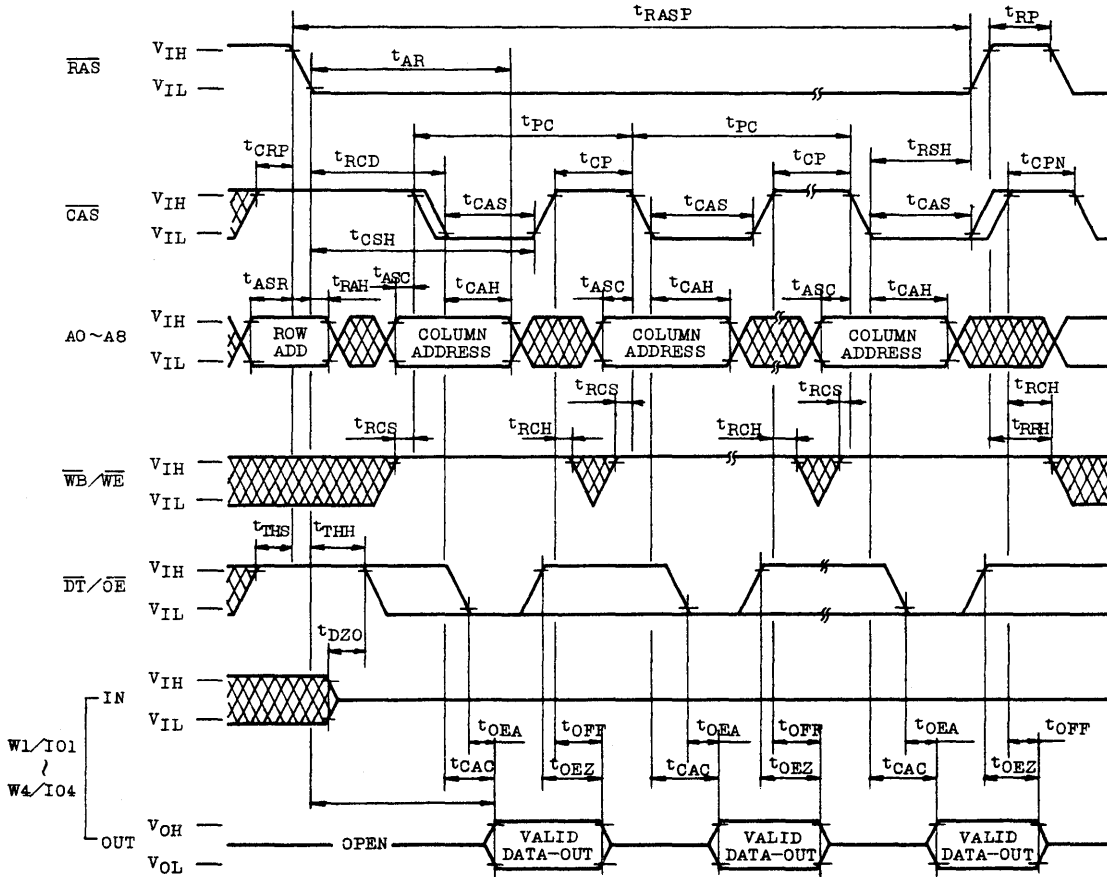 tRASP tRP
RAS VIH tAR
VIL
tPC tPC
tCRP tRCD tCP tCP tRSH tCPN
CAS VIH tCAS tCAS tCAS
VIL tCSH
tASR tRAH tASC tCAH tASC tCAH tASC tCAH
A0~A8 VIH ROW ADD COLUMN ADDRESS COLUMN ADDRESS COLUMN ADDRESS
VIL
tRCS tRCH tRCS tRCH tRCS tRCH
tRRH
WB/WE VIH
VIL
tTHS tTHH
DT/OE VIH
VIL
tDZO
IN VIH
VIL
W1/IO1 ~ W4/IO4
tOEA tOFF tOEA tOFF tOEA tOFF
tCAC tOEZ tCAC tOEZ tCAC tOEZ
OUT VOH OPEN VALID DATA-OUT VALID DATA-OUT VALID DATA-OUT
VOL